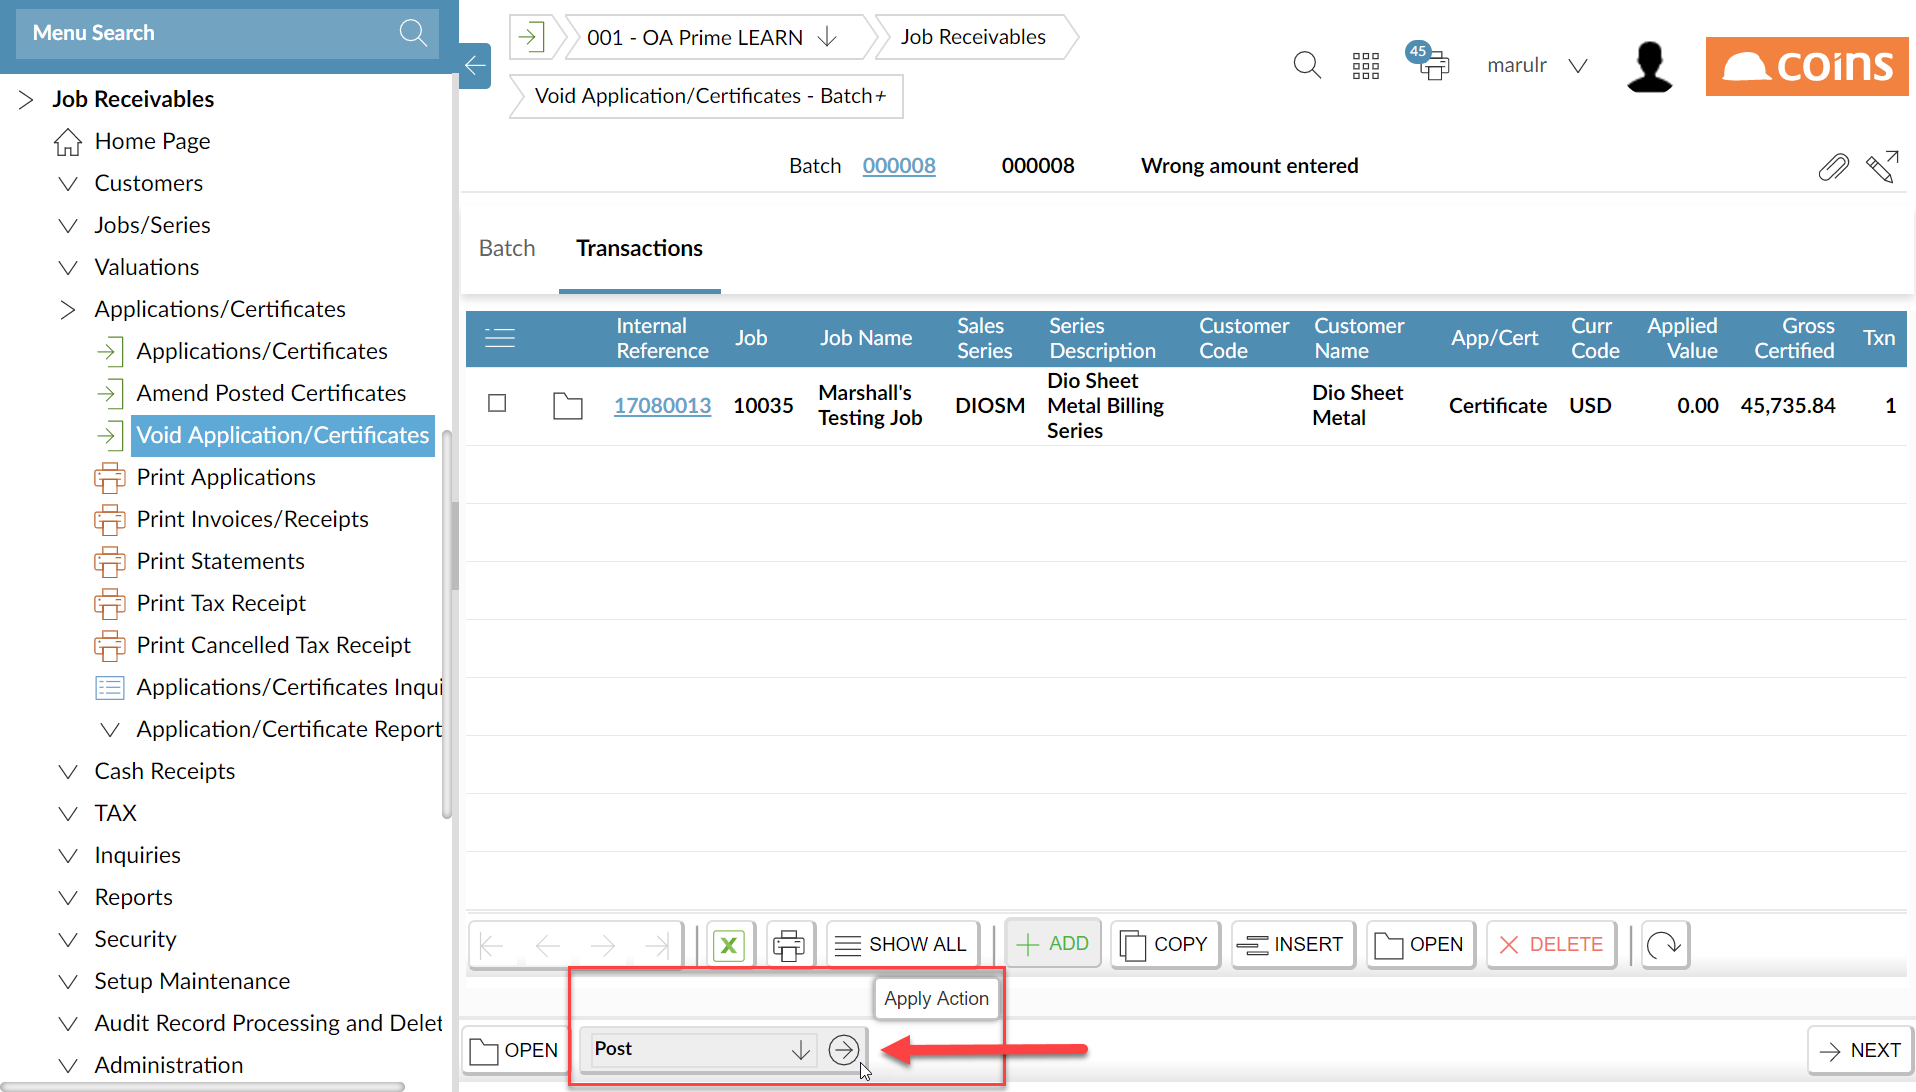 Menu Search
Job Receivables
Home Page
Customers
Jobs/Series
Valuations
Applications/Certificates
Applications/Certificates
Amend Posted Certificates
Void Application/Certificates
Print Applications
Print Invoices/Receipts
Print Statements
Print Tax Receipt
Print Cancelled Tax Receipt
Applications/Certificates Inqui
Application/Certificate Report
Cash Receipts
TAX
Inquiries
Reports
Security
Setup Maintenance
Audit Record Processing and Delet
Administration
001 - OA Prime LEARN
Job Receivables
Void Application/Certificates - Batch+
45
marulr
coins
Batch 000008 000008 Wrong amount entered
Batch Transactions
Internal Reference Job Job Name Sales Series Series Description Customer Code Customer Name App/Cert Curr Code Applied Value Gross Certified Txn
17080013 10035 Marshall's Testing Job DIOSM Dio Sheet Metal Billing Series Dio Sheet Metal Certificate USD 0.00 45,735.84 1
X SHOW ALL ADD COPY INSERT OPEN DELETE
Apply Action
OPEN Post NEXT